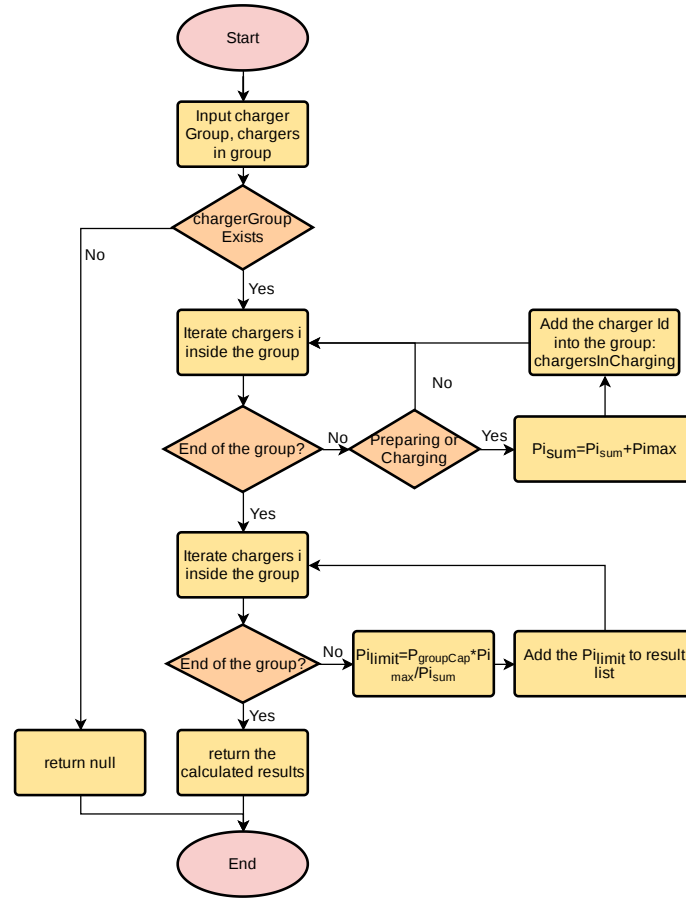 Start
Input charger
Group, chargers
in group
chargerGroup
Exists
No
Yes
Iterate chargers i
inside the group
Add the charger Id
into the group:
chargersInCharging
No
End of the group?
No
Preparing or
Charging
Yes
Pisum=Pisum+Pimax
Yes
Iterate chargers i
inside the group
End of the group?
No
Pilimit=PgroupCap*Pi
max/Pisum
Add the Pilimit to result
list
Yes
return null
return the
calculated results
End